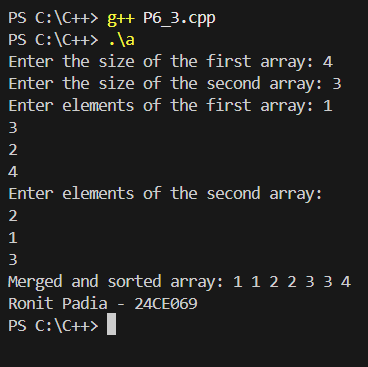 PS C:\C++> g++ P6_3.cpp
PS C:\C++> .\a
Enter the size of the first array: 4
Enter the size of the second array: 3
Enter elements of the first array: 1
3
2
4
Enter elements of the second array:
2
1
3
Merged and sorted array: 1 1 2 2 3 3 4
Ronit Padia - 24CE069
PS C:\C++>